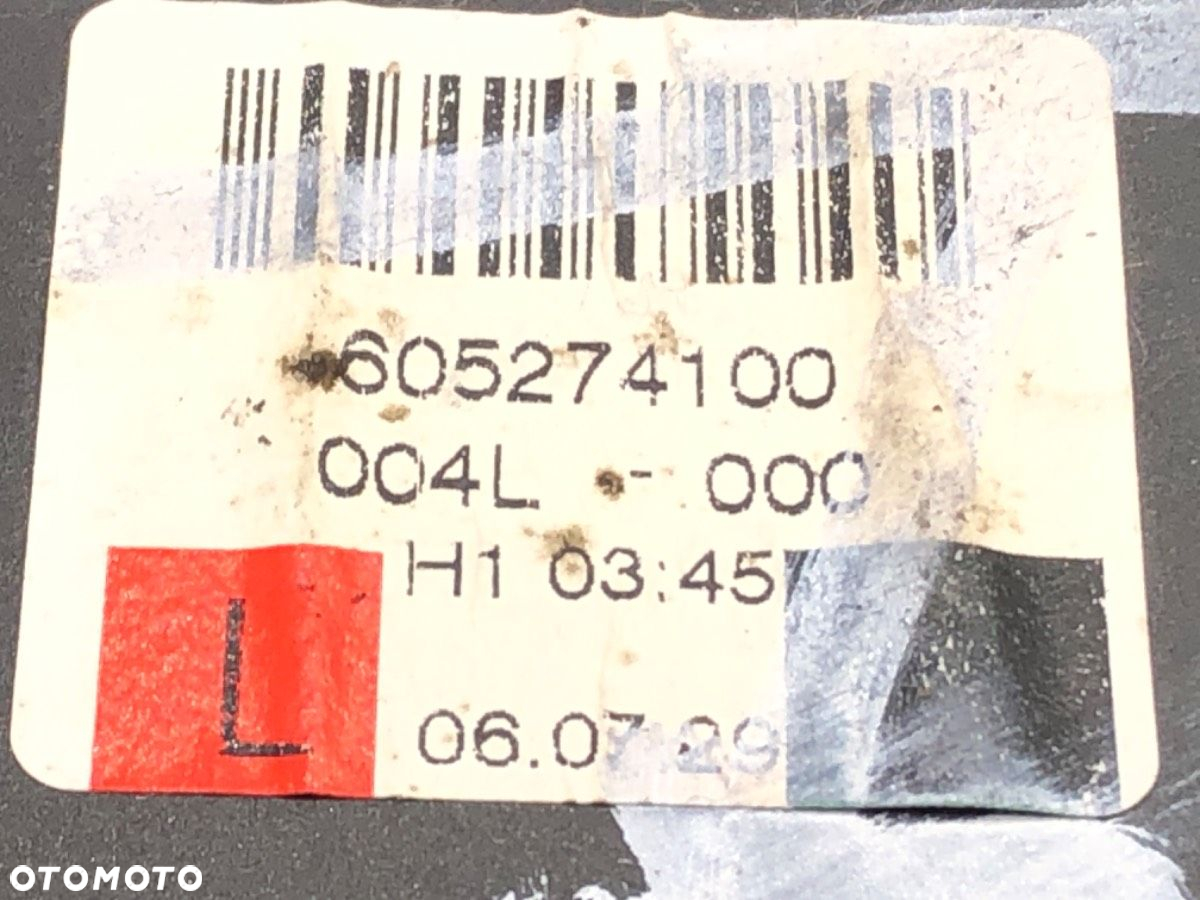 605274100
004L - 000
H1 03:45
L
06.07.29
OTOMOTO